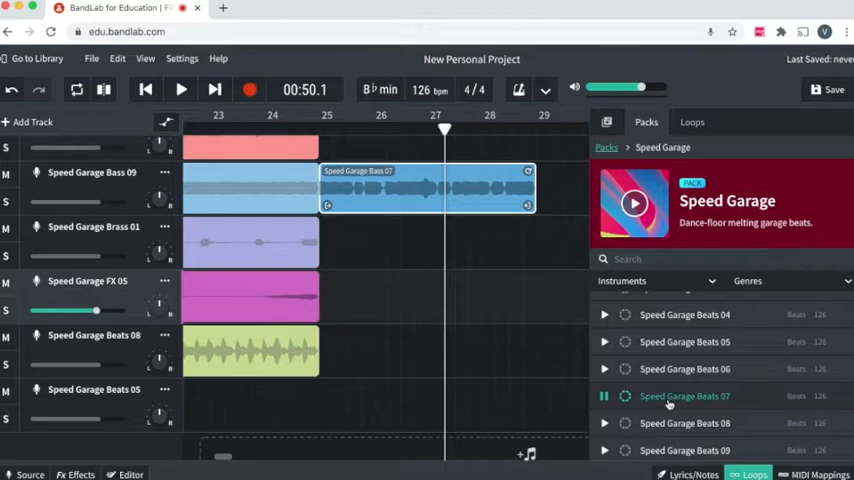 BandLab for Education | F
edu.bandlab.com
V
Go to Library File Edit View Settings Help New Personal Project Last Saved: never
00:50.1 B♭ min 126 bpm 4/4 Save
Add Track 23 24 25 26 27 28 29
S L R
M Speed Garage Bass 09 ... Speed Garage Bass 07
S L R
M Speed Garage Brass 01 ...
S L R
M Speed Garage FX 05 ...
S L R
M Speed Garage Beats 08 ...
S L R
M Speed Garage Beats 05 ...
S L R
Source Fx Effects Editor Lyrics/Notes Loops MIDI Mappings
Packs Loops
Packs > Speed Garage
PACK
Speed Garage
Dance-floor melting garage beats.
Search
Instruments Genres
Speed Garage Beats 04 Beats 126
Speed Garage Beats 05 Beats 126
Speed Garage Beats 06 Beats 126
Speed Garage Beats 07 Beats 126
Speed Garage Beats 08 Beats 126
Speed Garage Beats 09 Beats 126